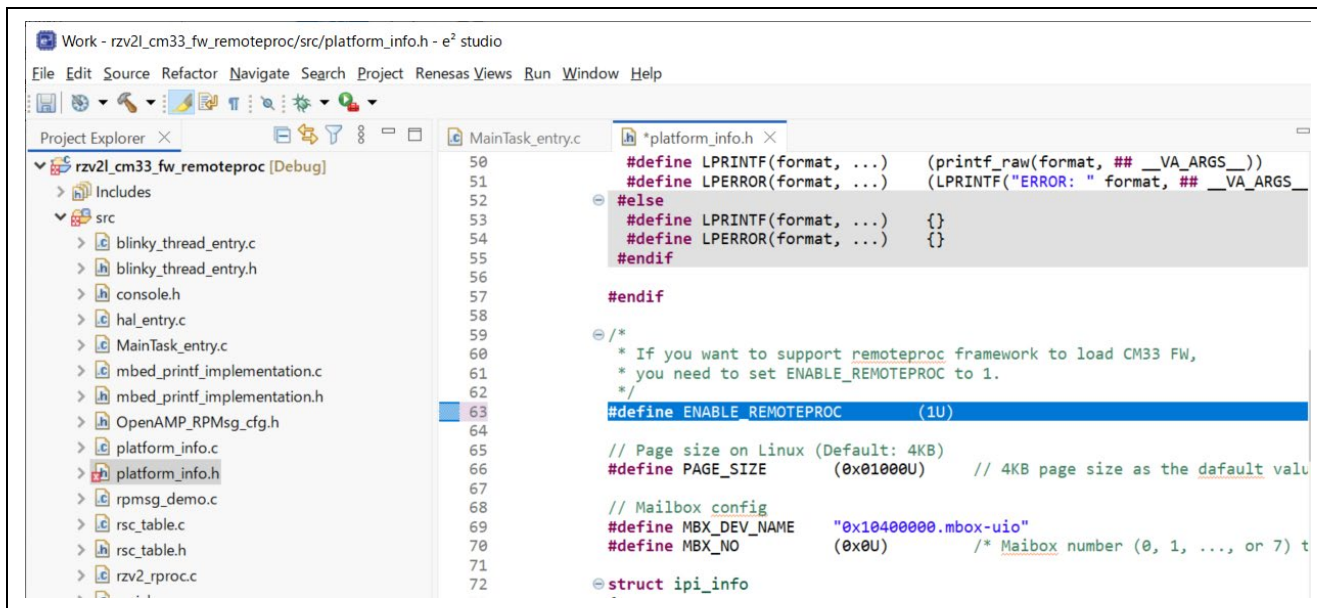 Work - rzv2l_cm33_fw_remoteproc/src/platform_info.h - e² studio
File Edit Source Refactor Navigate Search Project Renesas Views Run Window Help
Project Explorer
MainTask_entry.c
*platform_info.h
rzv2l_cm33_fw_remoteproc [Debug]
Includes
src
blinky_thread_entry.c
blinky_thread_entry.h
console.h
hal_entry.c
MainTask_entry.c
mbed_printf_implementation.c
mbed_printf_implementation.h
OpenAMP_RPMsg_cfg.h
platform_info.c
platform_info.h
rpmsg_demo.c
rsc_table.c
rsc_table.h
rzv2_rproc.c
50 #define LPRINTF(format, ...) (printf_raw(format, ## __VA_ARGS__))
51 #define LPERROR(format, ...) (LPRINTF("ERROR: " format, ## __VA_ARGS_
52 #else
53 #define LPRINTF(format, ...) {}
54 #define LPERROR(format, ...) {}
55 #endif
56
57 #endif
58
59 /*
60 * If you want to support remoteproc framework to load CM33 FW,
61 * you need to set ENABLE_REMOTEPROC to 1.
62 */
63 #define ENABLE_REMOTEPROC (1U)
64
65 // Page size on Linux (Default: 4KB)
66 #define PAGE_SIZE (0x01000U) // 4KB page size as the dafault valu
67
68 // Mailbox config
69 #define MBX_DEV_NAME "0x10400000.mbox-uio"
70 #define MBX_NO (0x0U) /* Maibox number (0, 1, ..., or 7) t
71
72 struct ipi_info